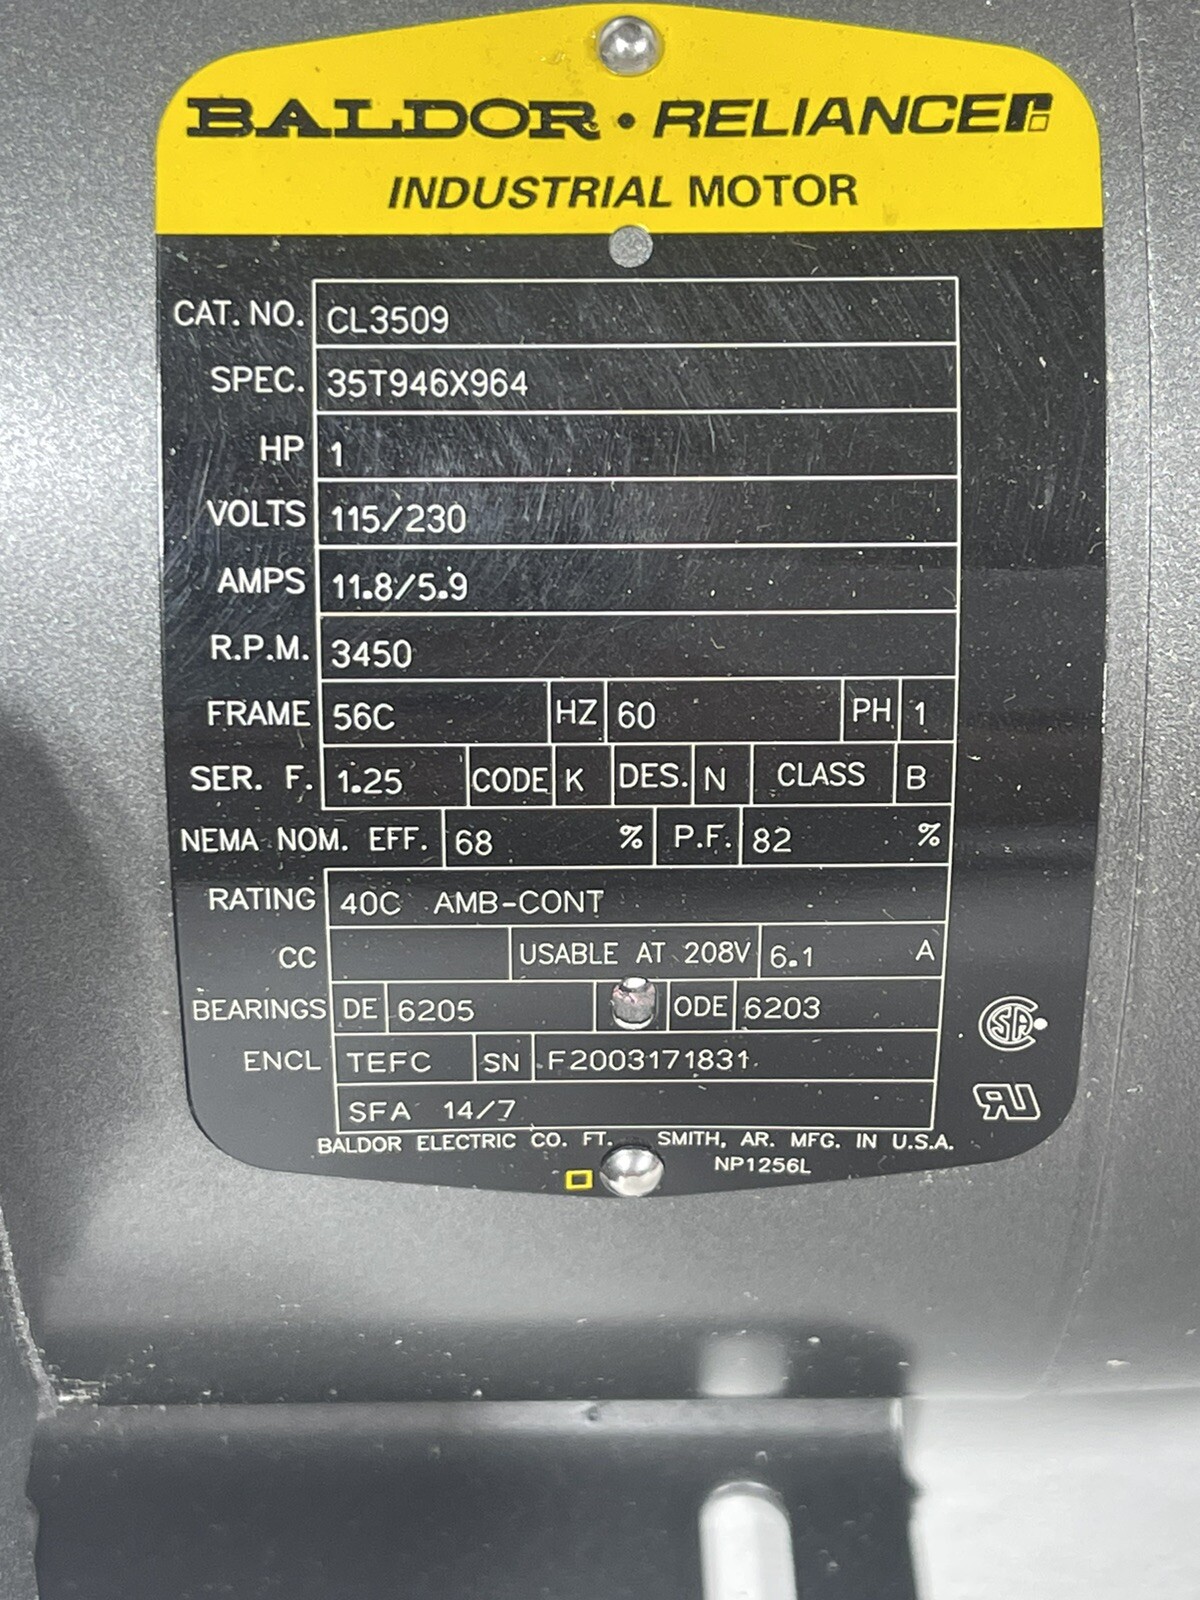 BALDOR • RELIANCE
INDUSTRIAL MOTOR
CAT. NO. CL3509
SPEC. 35T946X964
HP 1
VOLTS 115/230
AMPS 11.8/5.9
R.P.M. 3450
FRAME 56C HZ 60 PH 1
SER. F. 1.25 CODE K DES. N CLASS B
NEMA NOM. EFF. 68 % P.F. 82 %
RATING 40C AMB-CONT
CC USABLE AT 208V 6.1 A
BEARINGS DE 6205 ODE 6203
ENCL TEFC SN F2003171831
SFA 14/7
SA
UR
BALDOR ELECTRIC CO. FT. SMITH, AR. MFG. IN U.S.A.
NP1256L